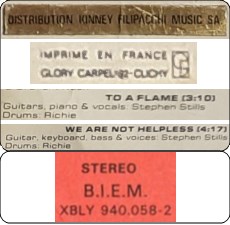 DISTRIBUTION KINNEY FILIPACCHI MUSIC SA
IMPRIME EN FRANCE
GLORY CARPEL-92-CLICHY
TO A FLAME (3:10)
Guitars, piano & vocals: Stephen Stills
Drums: Richie
WE ARE NOT HELPLESS (4:17)
Guitar, keyboard, bass & voices: Stephen Stills
Drums: Richie
STEREO
B.I.E.M.
XBLY 940.058-2